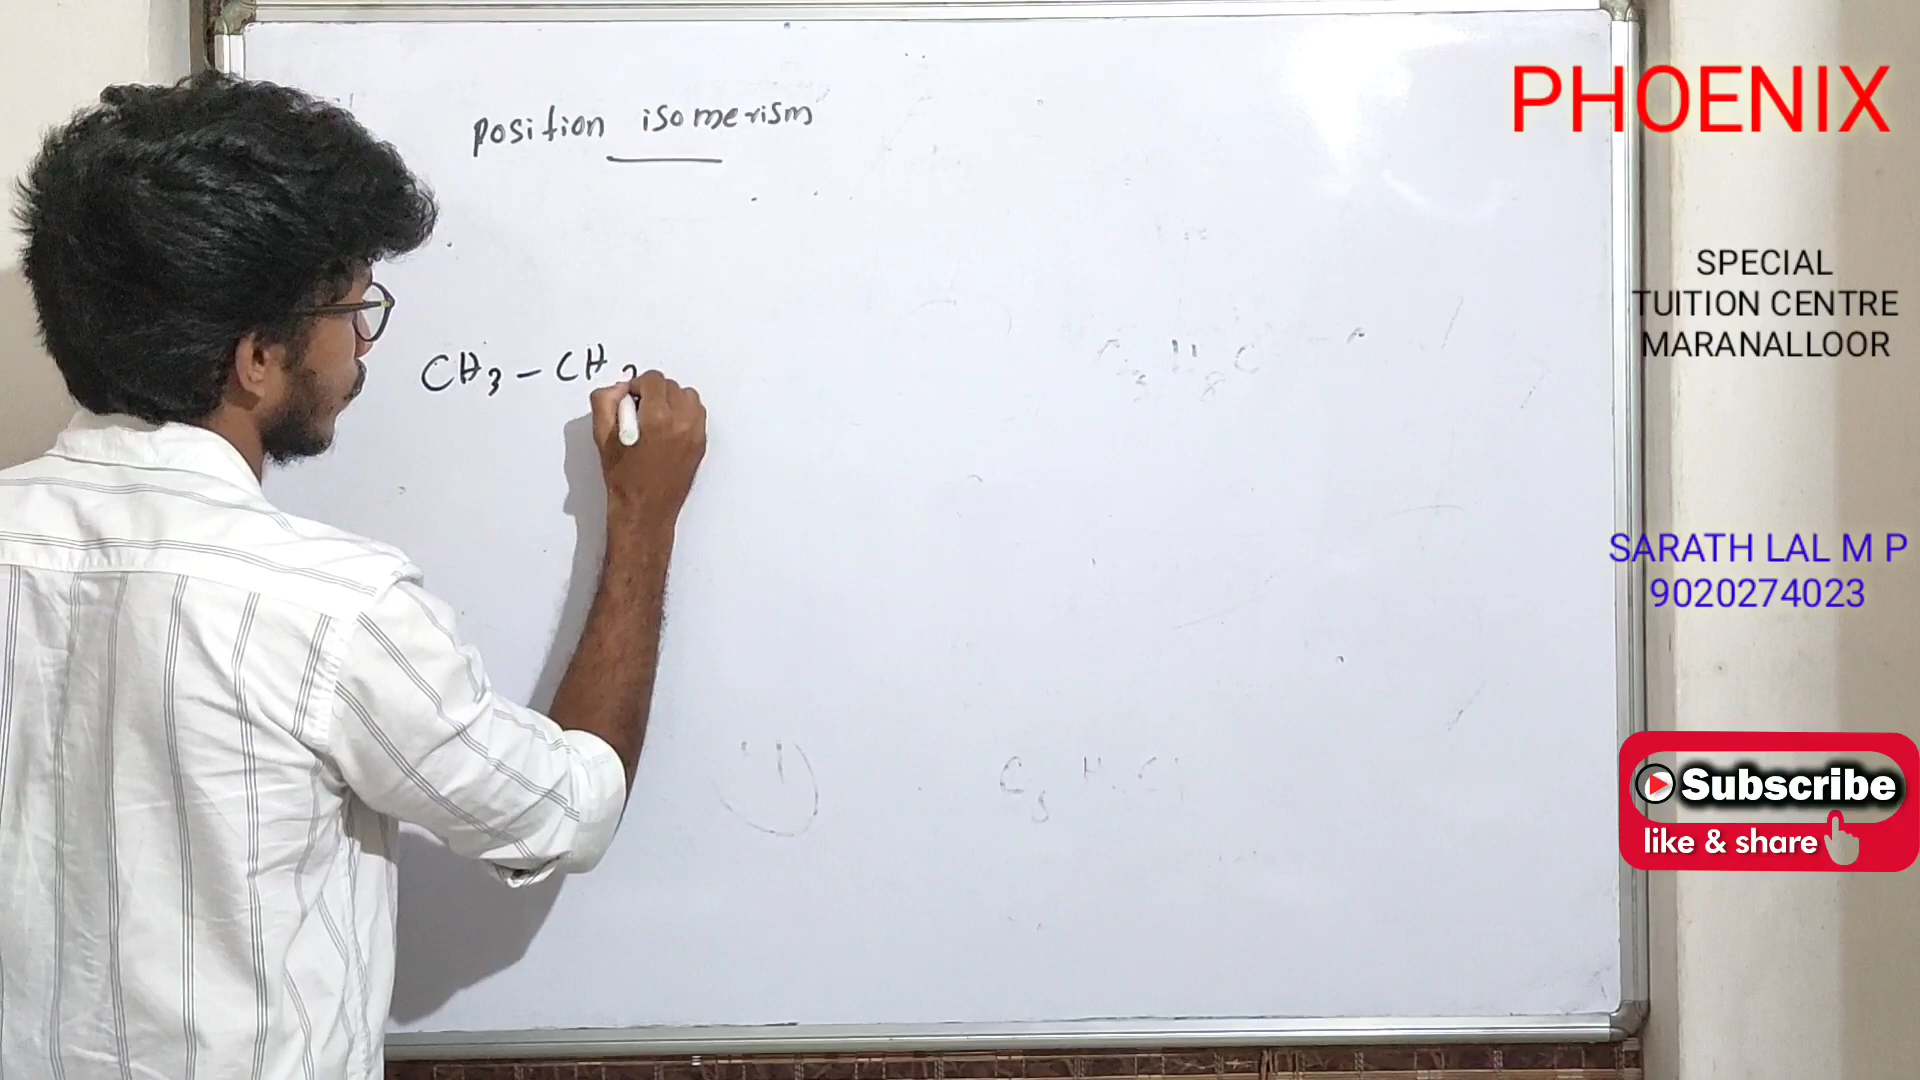 position isomerism
CH3-CH2
PHOENIX
SPECIAL
TUITION CENTRE
MARANALLOOR
SARATH LAL M P
9020274023
Subscribe
like & share